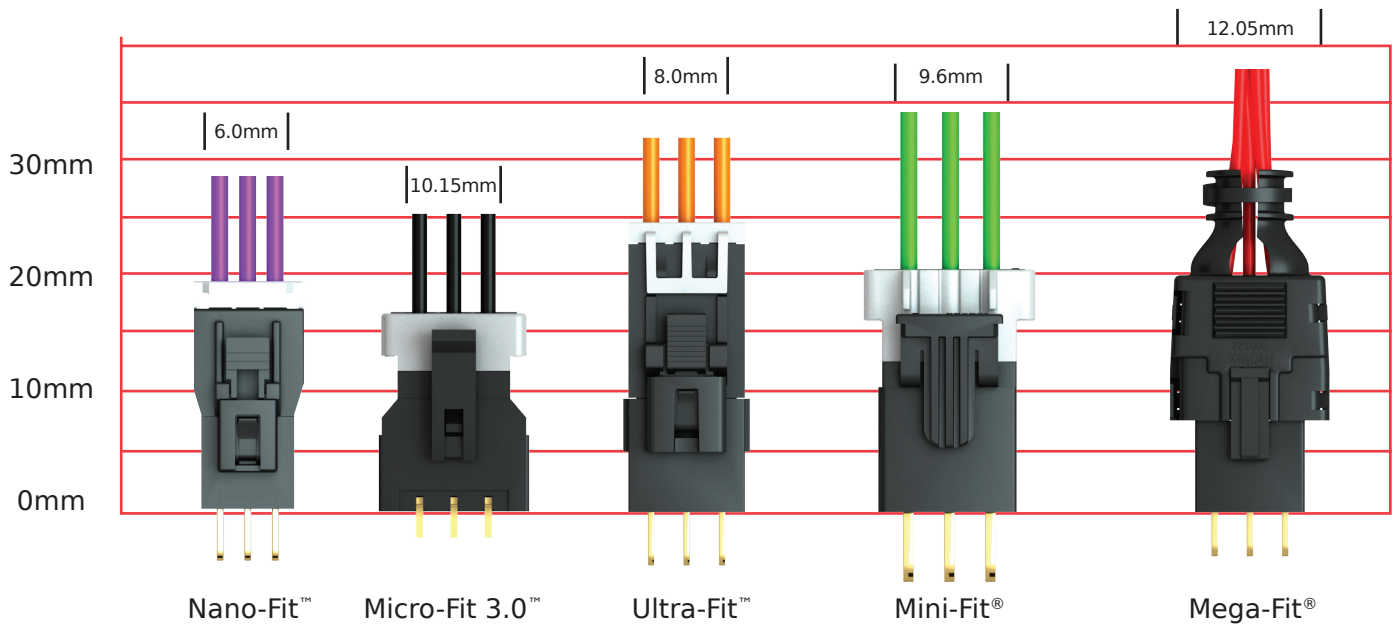 12.05mm
8.0mm
9.6mm
6.0mm
30mm
10.15mm
20mm
molex
10mm
0mm
Nano-Fit™
Micro-Fit 3.0™
Ultra-Fit™
Mini-Fit®
Mega-Fit®